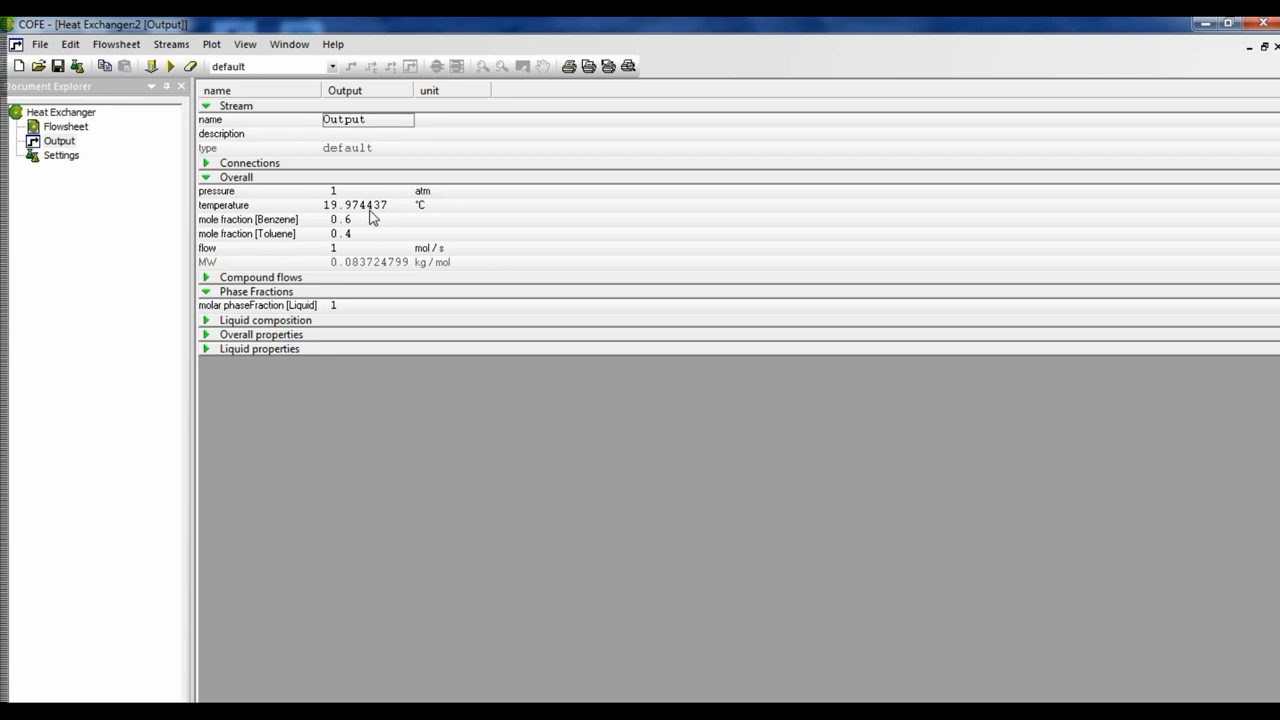 COFE - [Heat Exchanger:2 [Output]]
File Edit Flowsheet Streams Plot View Window Help
default
Document Explorer
Heat Exchanger
Flowsheet
Output
Settings
name Output unit
Stream
name Output
description
type default
Connections
Overall
pressure 1 atm
temperature 19.974437 °C
mole fraction [Benzene] 0.6
mole fraction [Toluene] 0.4
flow 1 mol / s
MW 0.083724799 kg / mol
Compound flows
Phase Fractions
molar phaseFraction [Liquid] 1
Liquid composition
Overall properties
Liquid properties